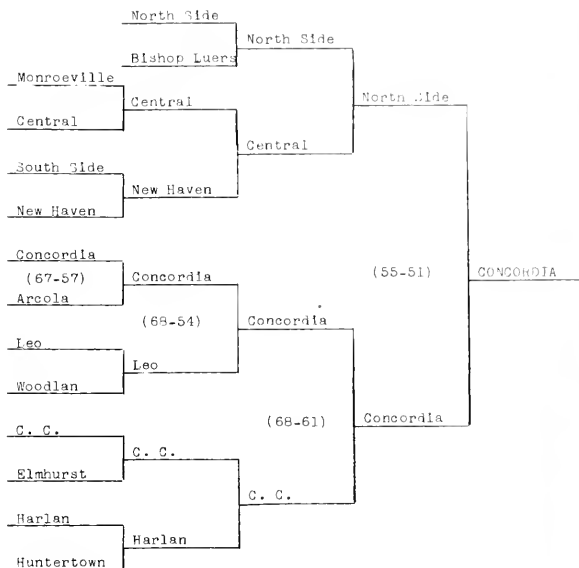 North Side
North Side
Bishop Luers
Monroeville
Central
North Side
Central
Central
South Side
New Haven
New Haven
Concordia
(67-57)
Concordia
(55-51)
CONCORDIA
Arcola
(68-54)
Concordia
Leo
Leo
Woodlan
(68-61)
Concordia
C. C.
C. C.
Elmhurst
C. C.
Harlan
Harlan
Huntertown